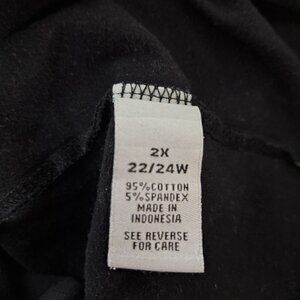 2X
22/24W
95%COTTON
5%SPANDEX
MADE IN
INDONESIA
SEE REVERSE
FOR CARE